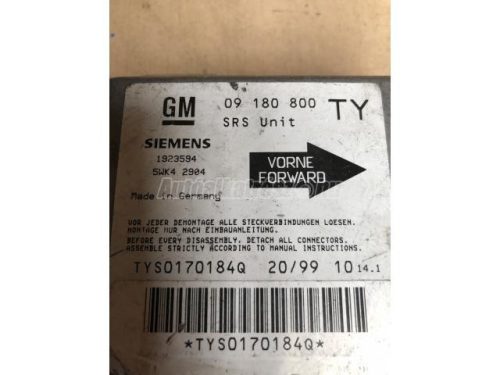 GM 09 180 800 TY
SRS Unit
SIEMENS
1923594
5WK4 2904
VORNE
FORWARD
Made in Germany
VOR JEDER DEMONTAGE ALLE STECKVERBINDUNGEN LOESEN.
MONTAGE NUR NACH EINBAUANLEITUNG.
BEFORE EVERY DISASSEMBLY, DETACH ALL CONNECTORS.
ASSEMBLE STRICTLY ACCORDING TO MANUAL INSTRUCTIONS.
TYS0170184Q 20/99 10 14.1
*TYS0170184Q*